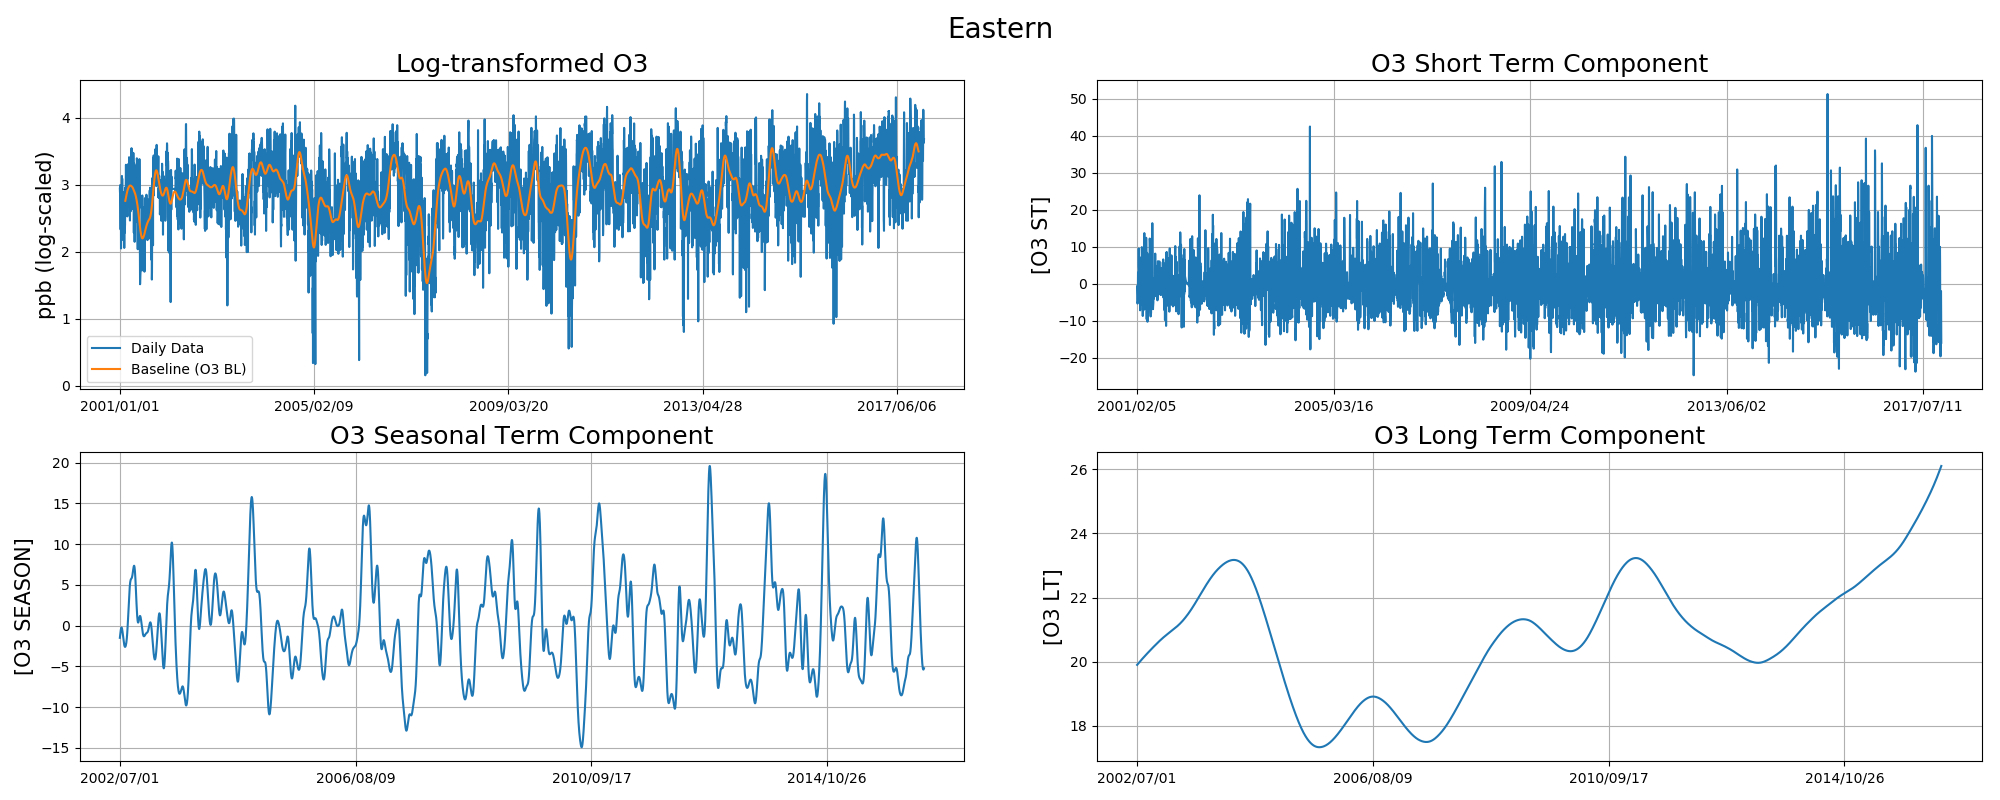 Eastern
Log-transformed O3
ppb (log-scaled)
4
3
2
1
0
Daily Data
Baseline (O3 BL)
2001/01/01 2005/02/09 2009/03/20 2013/04/28 2017/06/06
O3 Short Term Component
[O3 ST]
50
40
30
20
10
0
−10
−20
2001/02/05 2005/03/16 2009/04/24 2013/06/02 2017/07/11
O3 Seasonal Term Component
[O3 SEASON]
20
15
10
5
0
−5
−10
−15
2002/07/01 2006/08/09 2010/09/17 2014/10/26
O3 Long Term Component
[O3 LT]
26
24
22
20
18
2002/07/01 2006/08/09 2010/09/17 2014/10/26